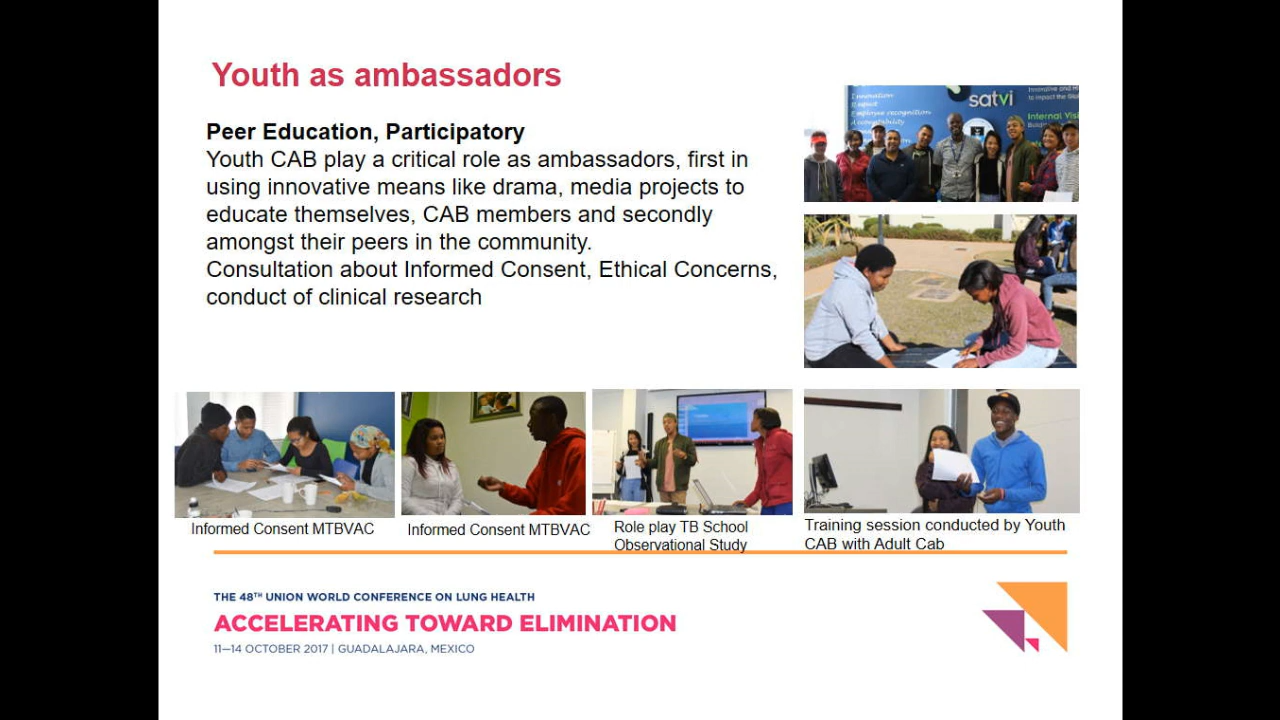 Youth as ambassadors
Peer Education, Participatory
Youth CAB play a critical role as ambassadors, first in
using innovative means like drama, media projects to
educate themselves, CAB members and secondly
amongst their peers in the community.
Consultation about Informed Consent, Ethical Concerns,
conduct of clinical research
Innovation
Employee recognition
satvi
Informed Consent MTBVAC
Informed Consent MTBVAC
Role play TB School
Observational Study
Training session conducted by Youth
CAB with Adult Cab
THE 48TH UNION WORLD CONFERENCE ON LUNG HEALTH
ACCELERATING TOWARD ELIMINATION
11–14 OCTOBER 2017 | GUADALAJARA, MEXICO